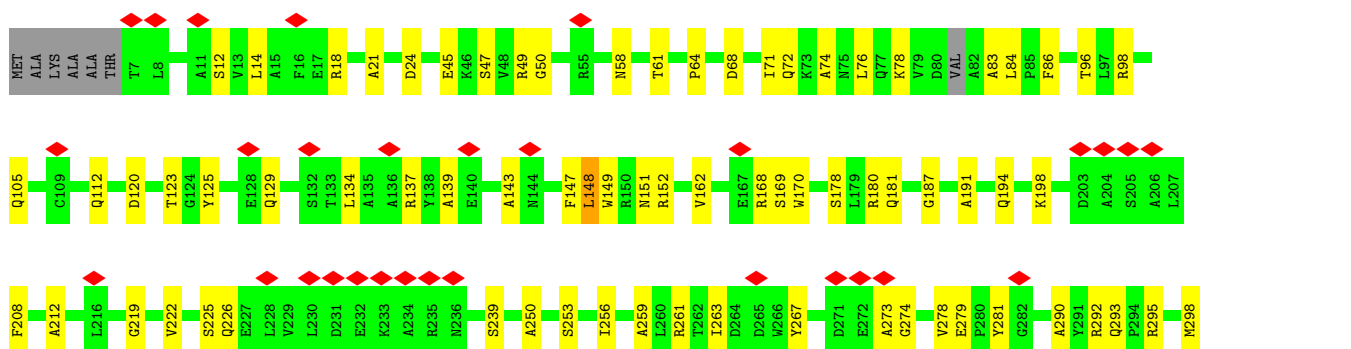 MET ALA LYS ALA ALA THR T7 L8 A11 S12 V13 L14 A15 F16 E17 R18 A21 D24 E45 K46 S47 V48 R49 G50 R55 N58 T61 P64 D68 I71 Q72 K73 A74 N75 L76 Q77 K78 V79 D80 VAL A82 A83 L84 P85 F86 T96 L97 R98
Q105 C109 Q112 D120 T123 G124 Y125 E128 Q129 S132 T133 L134 A135 A136 R137 Y138 A139 E140 A143 N144 F147 L148 W149 R150 N151 R152 V162 E167 R168 S169 W170 S178 L179 R180 Q181 G187 A191 Q194 K198 D203 A204 S205 A206 L207
F208 A212 L216 G219 V222 S225 Q226 E227 L228 V229 L230 D231 E232 K233 A234 R235 N236 S239 A250 S253 I256 A259 L260 R261 T262 I263 D264 D265 W266 Y267 D271 E272 A273 G274 V278 E279 P280 Y281 G282 A290 Y291 R292 Q293 P294 R295 M298